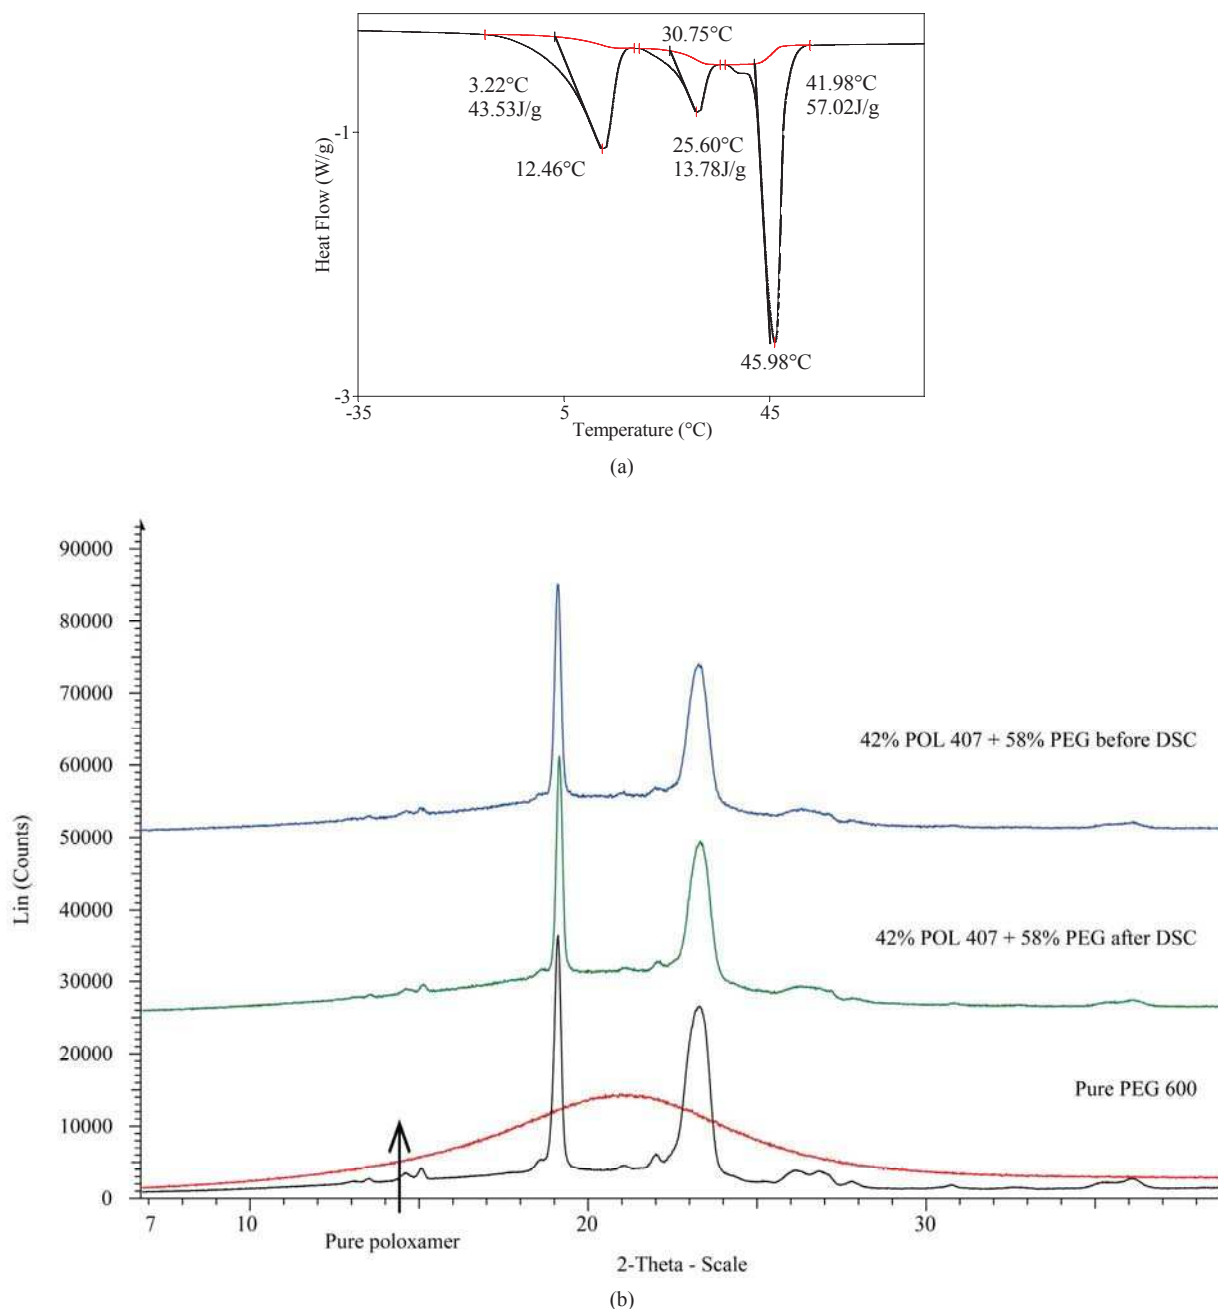 30.75°C
3.22°C
43.53J/g
41.98°C
57.02J/g
-1
25.60°C
13.78J/g
12.46°C
Heat Flow (W/g)
45.98°C
-3
-35
5
45
Temperature (°C)
(a)
90000
80000
70000
42% POL 407 + 58% PEG before DSC
60000
50000
Lin (Counts)
40000
42% POL 407 + 58% PEG after DSC
30000
20000
Pure PEG 600
10000
0
7
10
20
30
Pure poloxamer
2-Theta - Scale
(b)